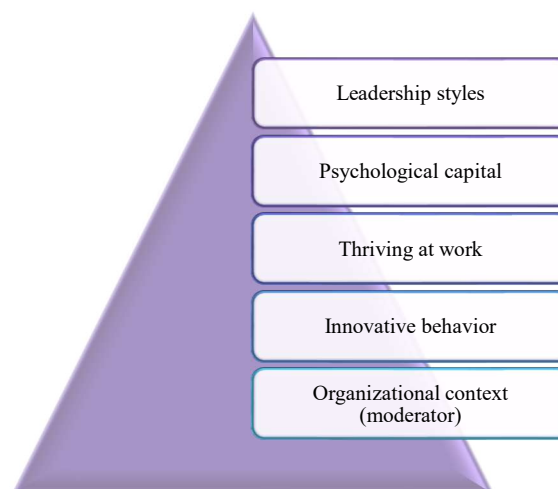 Leadership styles
Psychological capital
Thriving at work
Innovative behavior
Organizational context
(moderator)